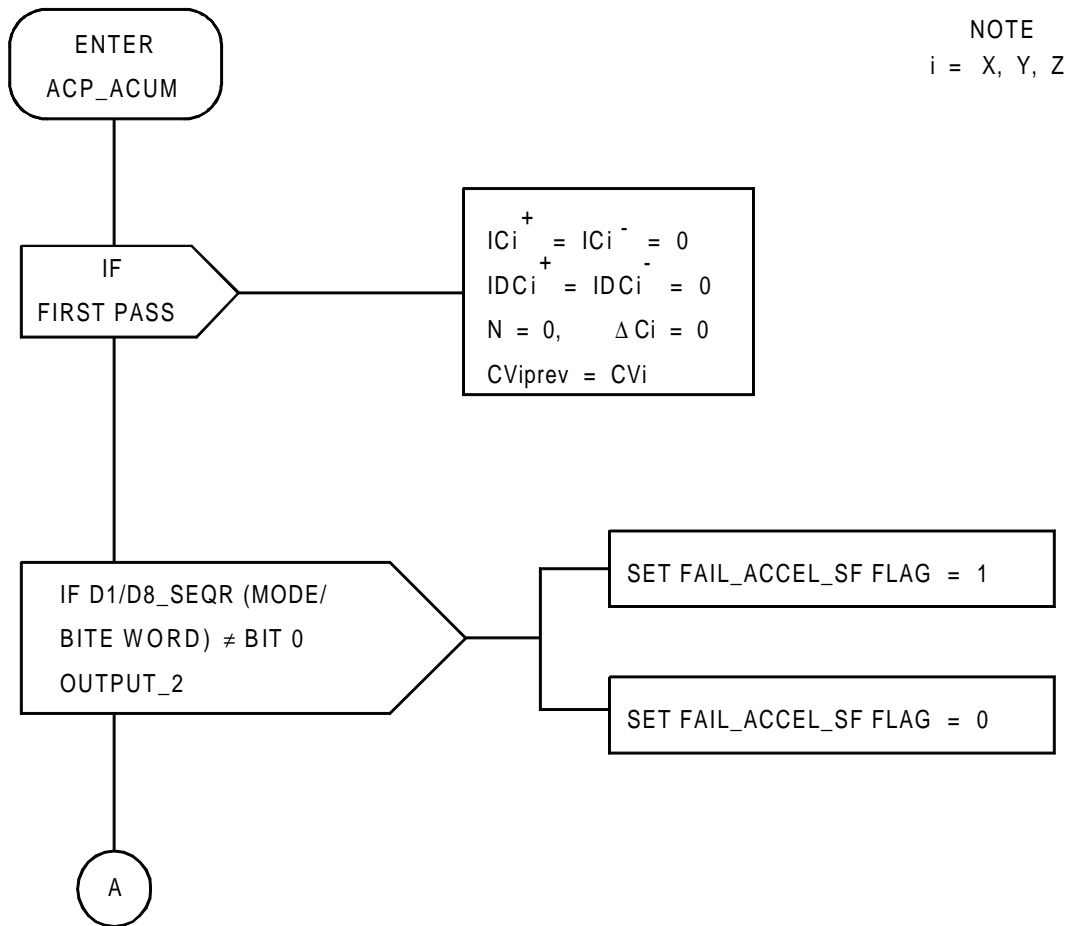 ENTER
ACP_ACUM
NOTE
i = X, Y, Z
IF
FIRST PASS
ICi⁺ = ICi⁻ = 0
IDCi⁺ = IDCi⁻ = 0
N = 0, Δ Ci = 0
CViprev = CVi
IF D1/D8_SEQR (MODE/
BITE WORD) ≠ BIT 0
OUTPUT_2
SET FAIL_ACCEL_SF FLAG = 1
SET FAIL_ACCEL_SF FLAG = 0
A